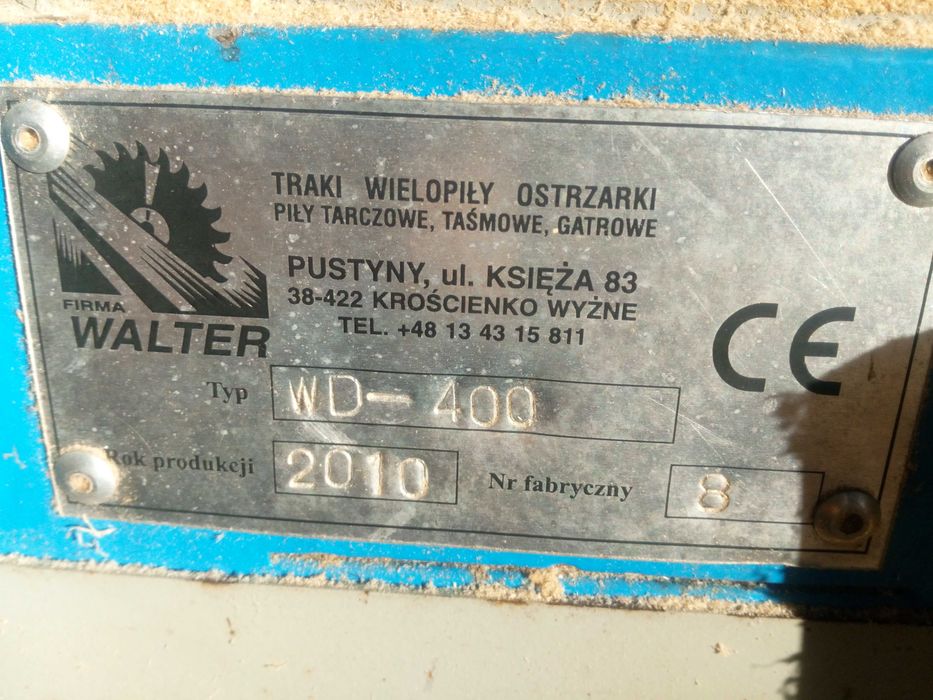 TRAKI WIELOPIŁY OSTRZARKI
PIŁY TARCZOWE, TAŚMOWE, GATROWE
PUSTYNY, ul. KSIĘŻA 83
38-422 KROŚCIENKO WYŻNE
TEL. +48 13 43 15 811
FIRMA
WALTER
CE
Typ WD-400
Rok produkcji 2010 Nr fabryczny 8